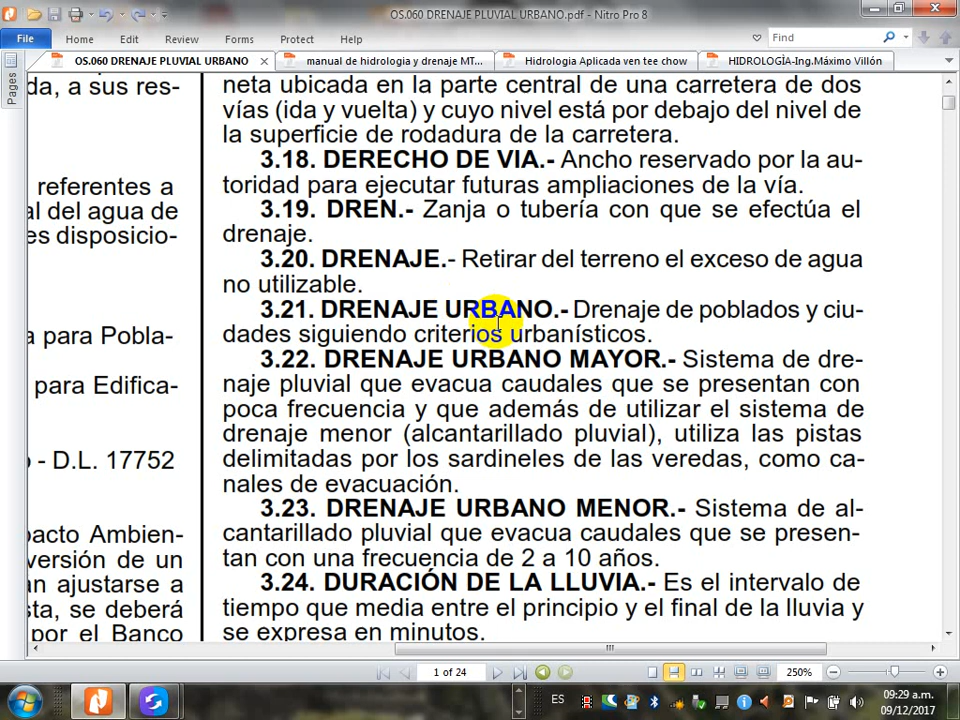 OS.060 DRENAJE PLUVIAL URBANO.pdf - Nitro Pro 8
File Home Edit Review Forms Protect Help Find
OS.060 DRENAJE PLUVIAL URBANO
manual de hidrologia y drenaje MT...
Hidrologia Aplicada ven tee chow
HIDROLOGÍA-Ing.Máximo Villón
Pages
da, a sus res-
referentes a
al del agua de
es disposicio-
a para Pobla-
para Edifica-
- D.L. 17752
pacto Ambien-
versión de un
an ajustarse a
sta, se deberá
por el Banco
neta ubicada en la parte central de una carretera de dos
vías (ida y vuelta) y cuyo nivel está por debajo del nivel de
la superficie de rodadura de la carretera.
3.18. DERECHO DE VIA.- Ancho reservado por la au-
toridad para ejecutar futuras ampliaciones de la vía.
3.19. DREN.- Zanja o tubería con que se efectúa el
drenaje.
3.20. DRENAJE.- Retirar del terreno el exceso de agua
no utilizable.
3.21. DRENAJE URBANO.- Drenaje de poblados y ciu-
dades siguiendo criterios urbanísticos.
3.22. DRENAJE URBANO MAYOR.- Sistema de dre-
naje pluvial que evacua caudales que se presentan con
poca frecuencia y que además de utilizar el sistema de
drenaje menor (alcantarillado pluvial), utiliza las pistas
delimitadas por los sardineles de las veredas, como ca-
nales de evacuación.
3.23. DRENAJE URBANO MENOR.- Sistema de al-
cantarillado pluvial que evacua caudales que se presen-
tan con una frecuencia de 2 a 10 años.
3.24. DURACIÓN DE LA LLUVIA.- Es el intervalo de
tiempo que media entre el principio y el final de la lluvia y
se expresa en minutos.
1 of 24
250%
ES
09:29 a.m.
09/12/2017